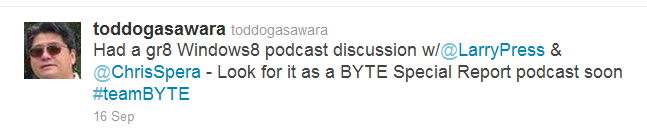 toddogasawara toddogasawara
Had a gr8 Windows8 podcast discussion w/@LarryPress &
@ChrisSpera - Look for it as a BYTE Special Report podcast soon
#teamBYTE
16 Sep